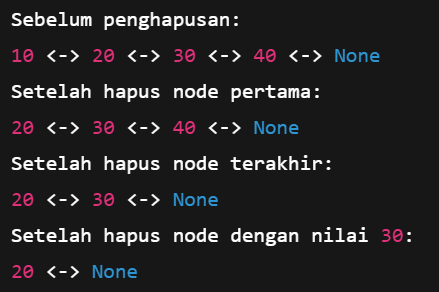 Sebelum penghapusan:
10 <-> 20 <-> 30 <-> 40 <-> None
Setelah hapus node pertama:
20 <-> 30 <-> 40 <-> None
Setelah hapus node terakhir:
20 <-> 30 <-> None
Setelah hapus node dengan nilai 30:
20 <-> None